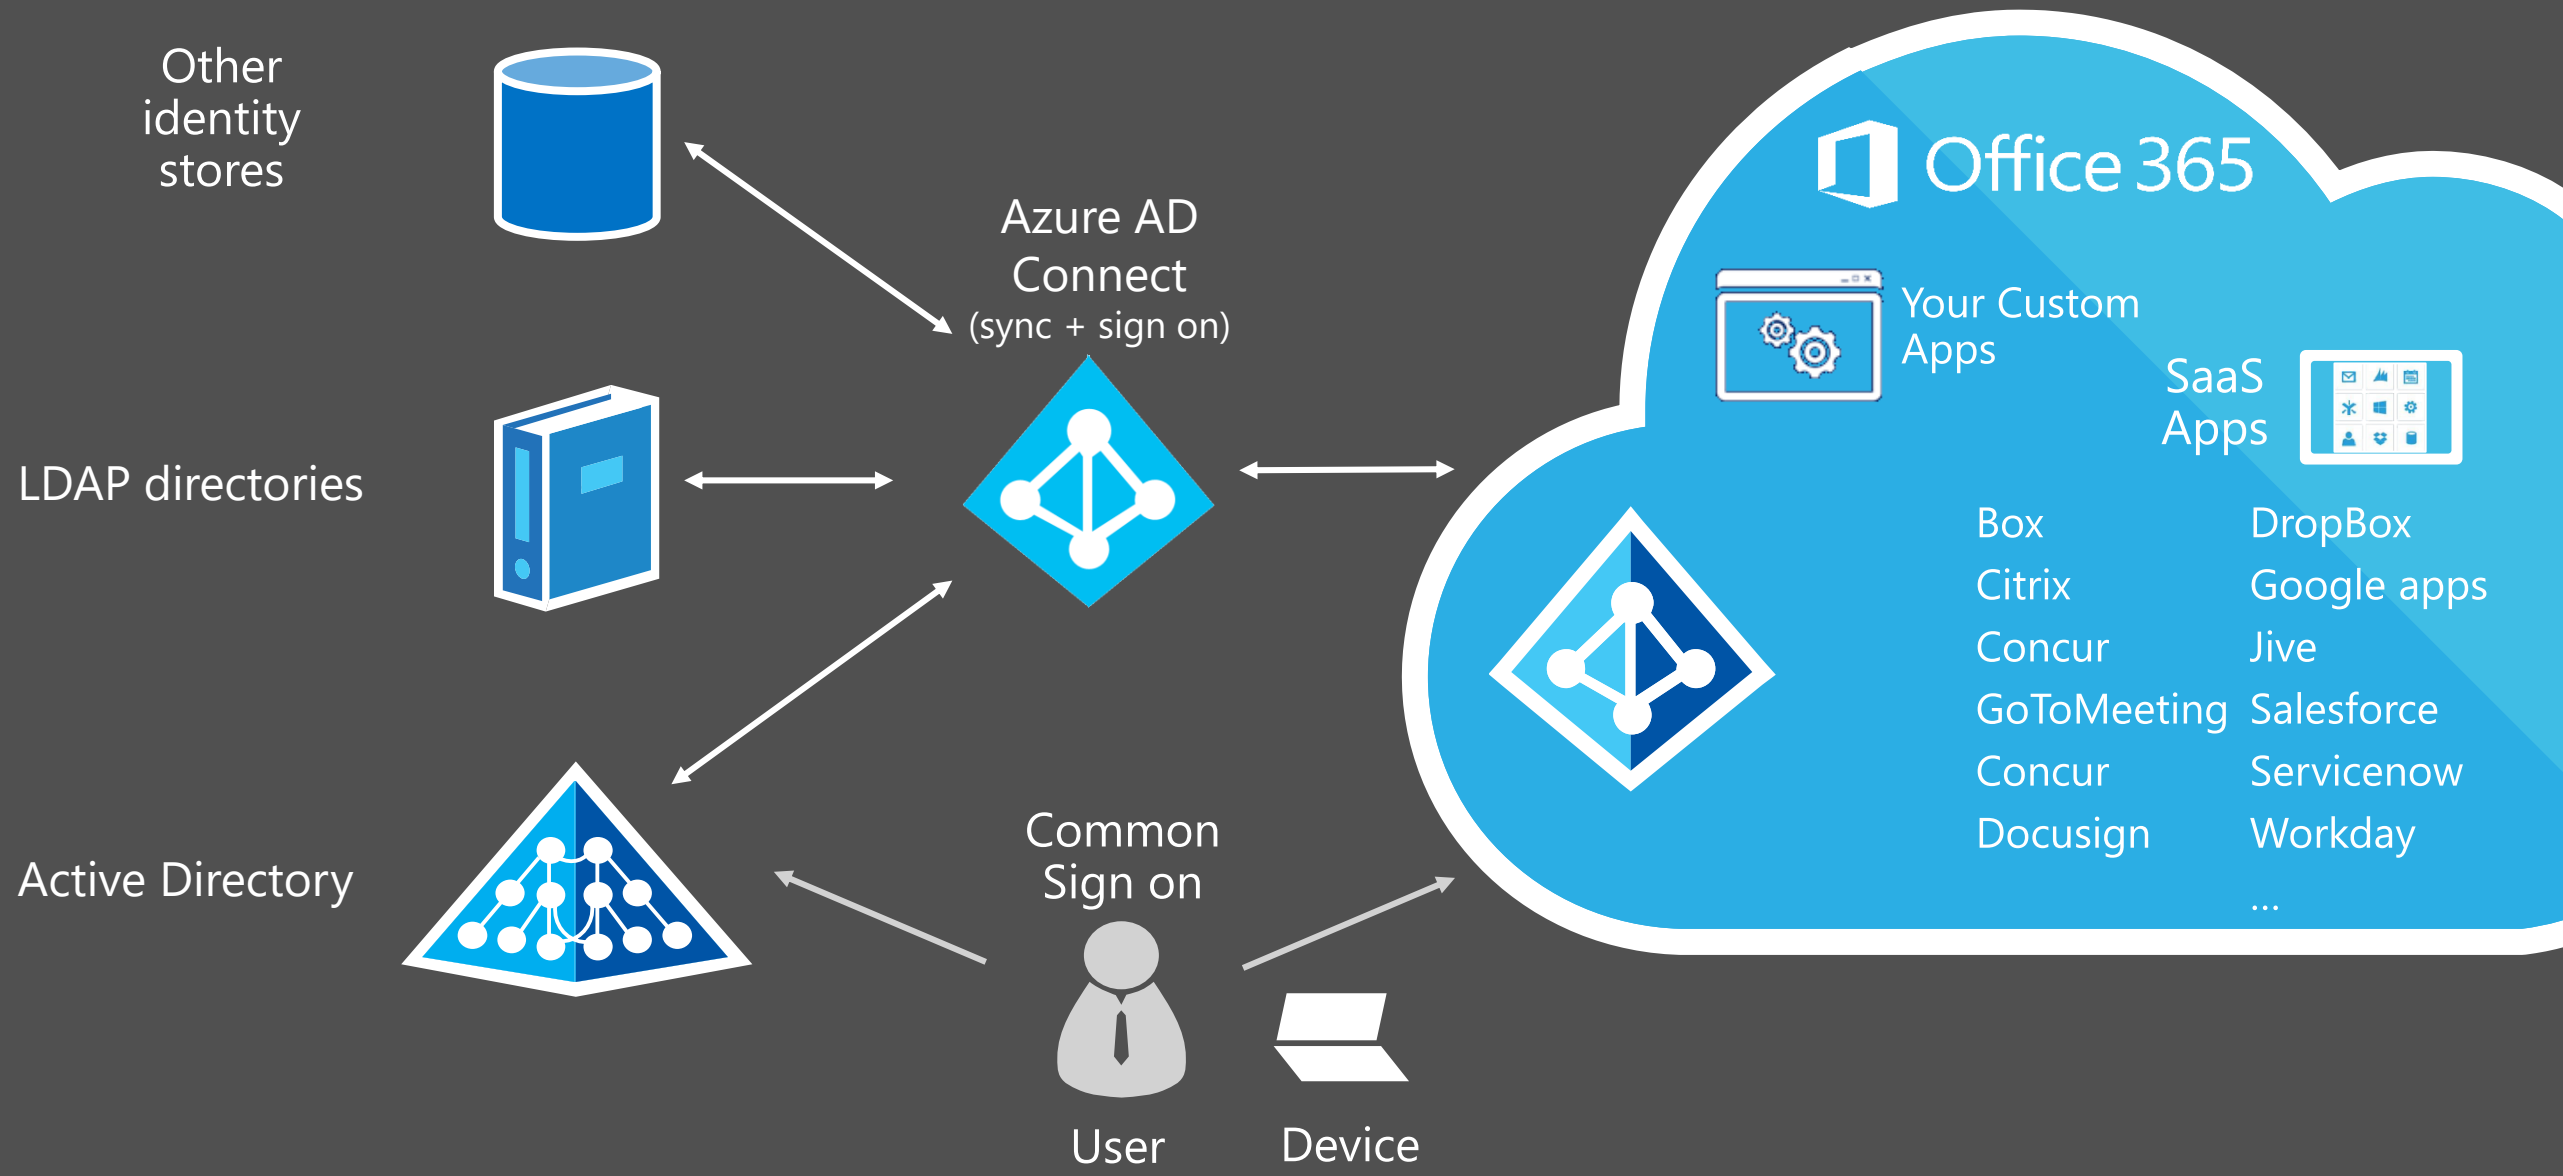 Other
identity
stores
Azure AD
Connect
(sync + sign on)
LDAP directories
Active Directory
Common
Sign on
User
Device
Office 365
Your Custom
Apps
SaaS
Apps
Box
Citrix
Concur
GoToMeeting
Concur
Docusign
DropBox
Google apps
Jive
Salesforce
Servicenow
Workday
...